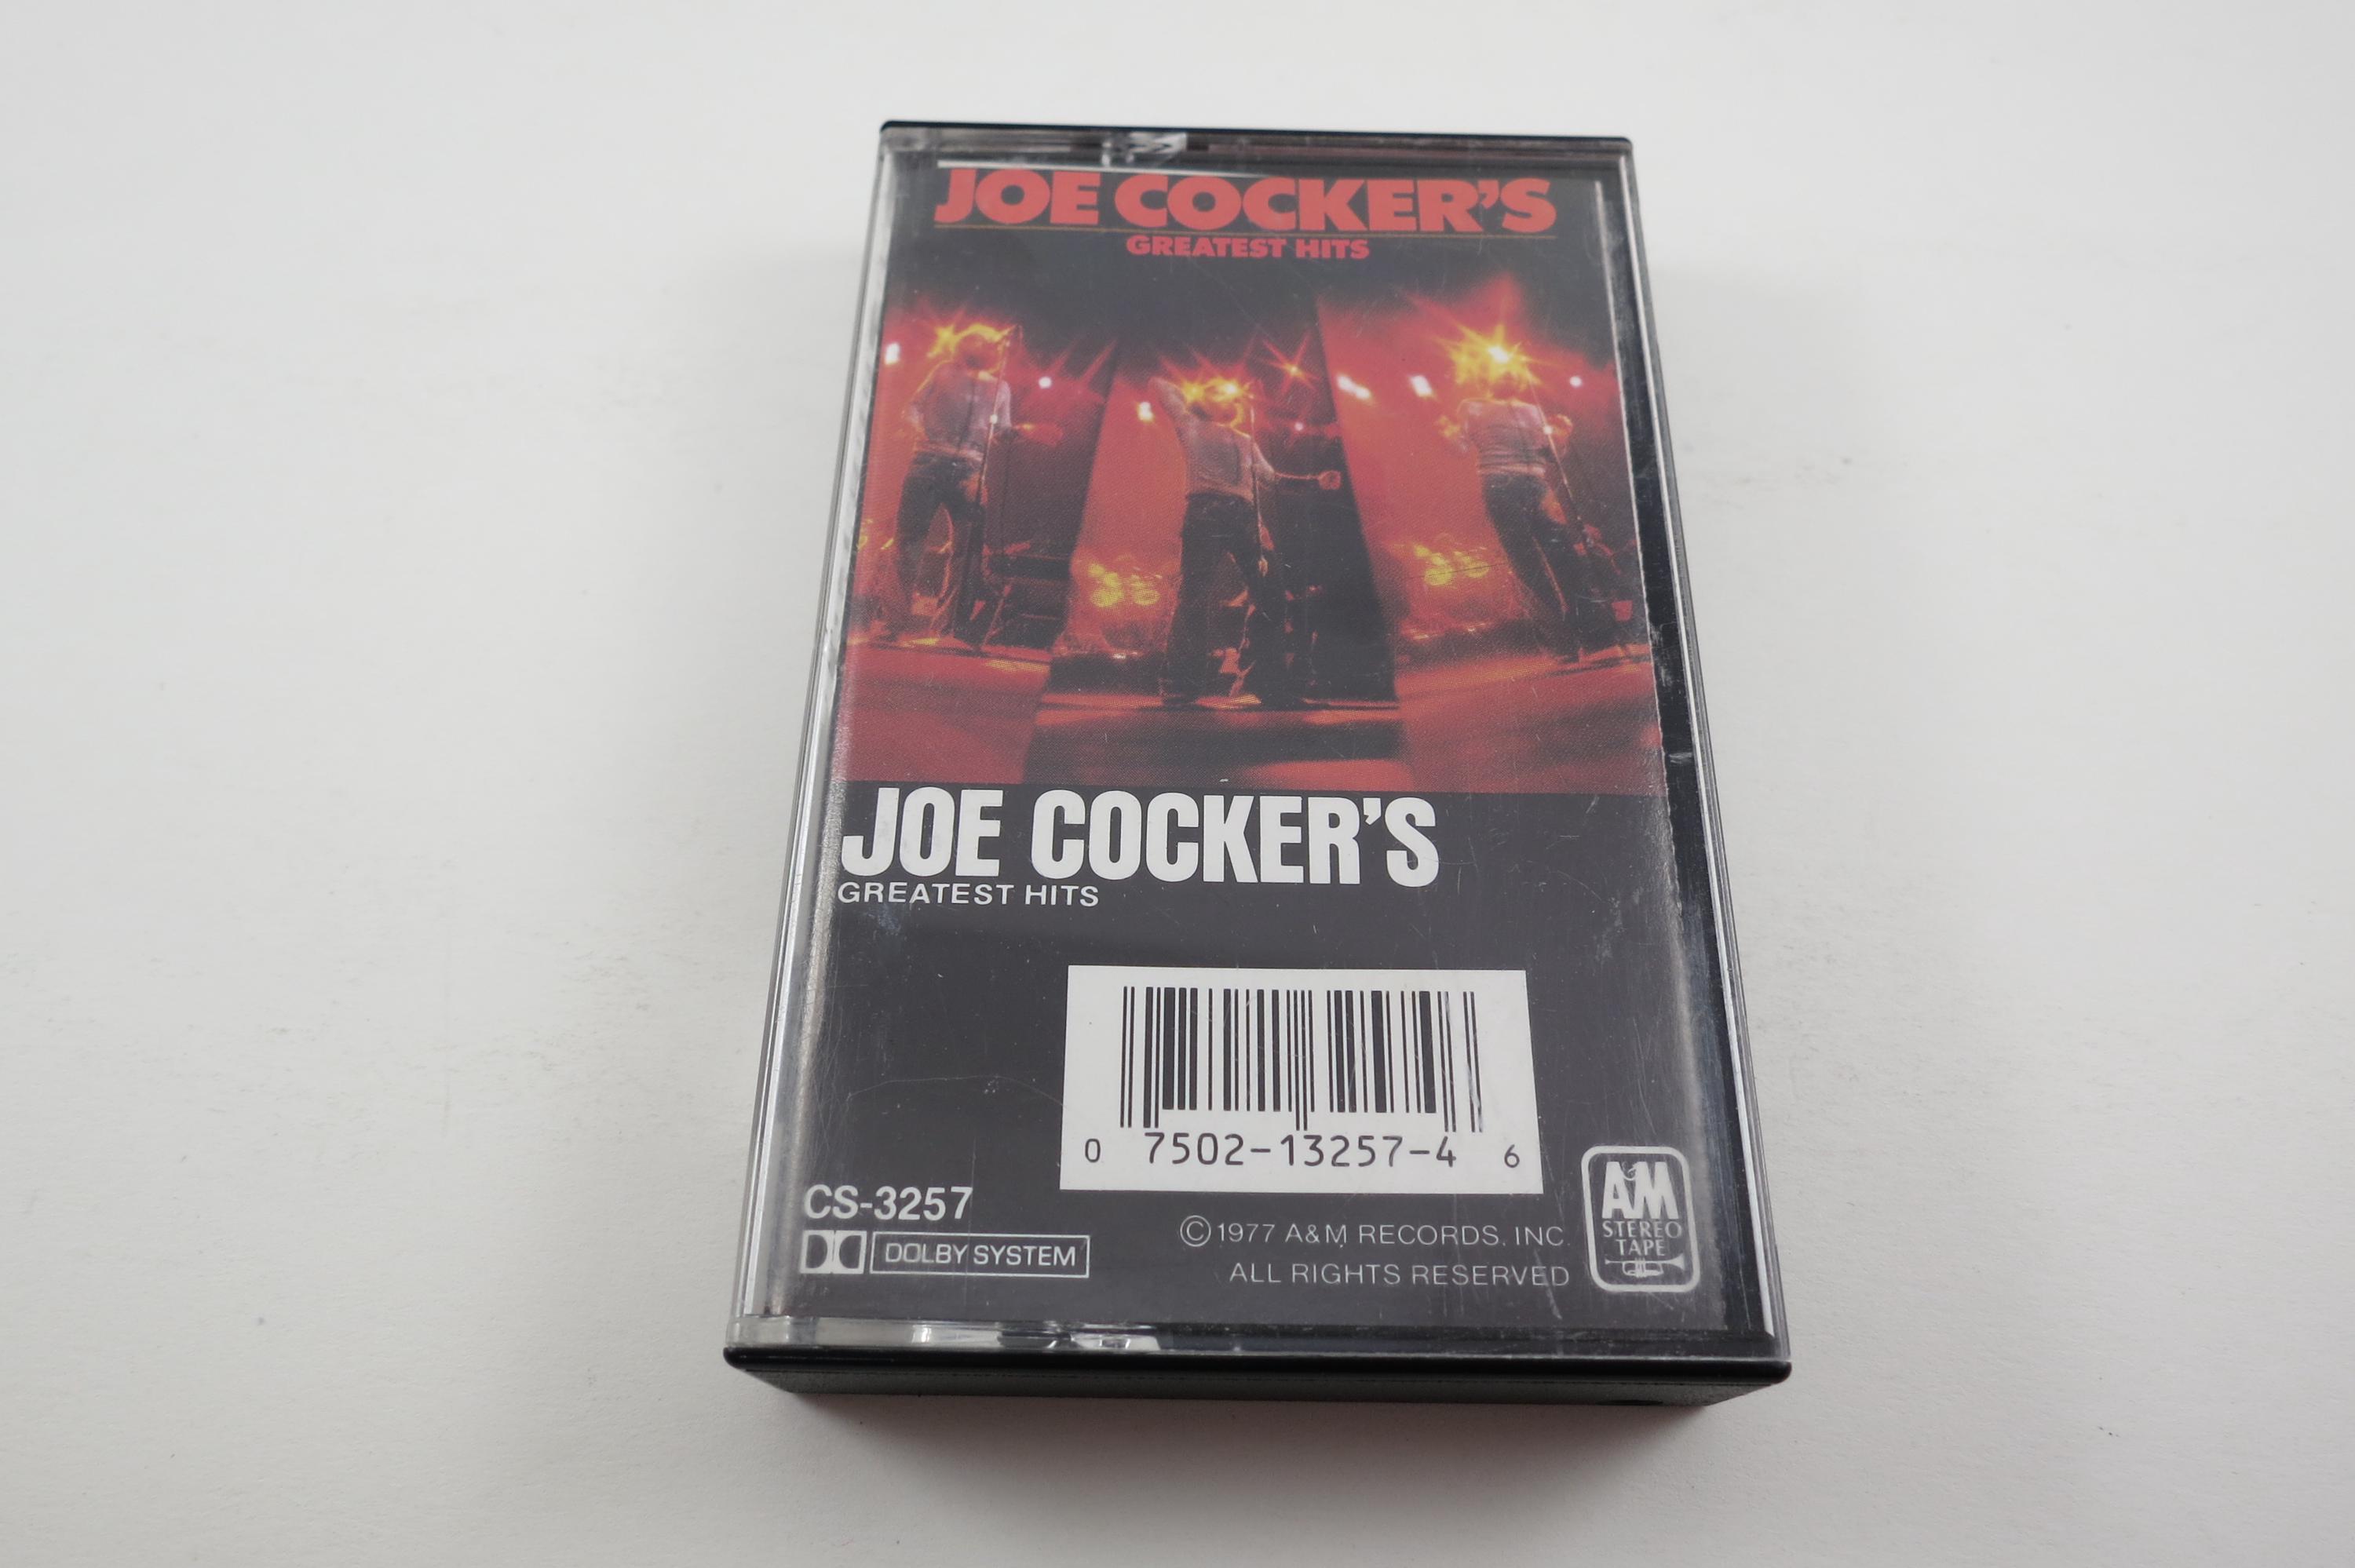 JOE COCKER'S
GREATEST HITS
JOE COCKER'S
GREATEST HITS
0 7502-13257-4 6
CS-3257
DOLBY SYSTEM
©1977 A&M RECORDS, INC.
ALL RIGHTS RESERVED
A&M
STEREO
TAPE